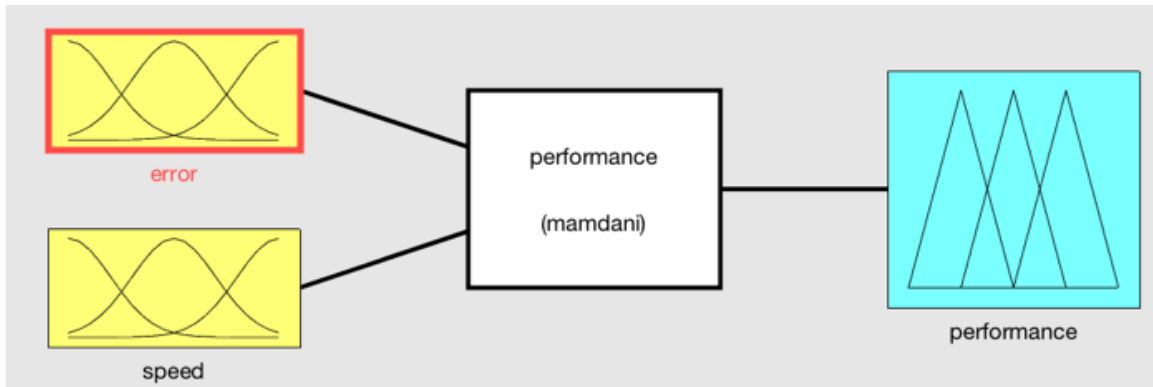 error
speed
performance
(mamdani)
performance